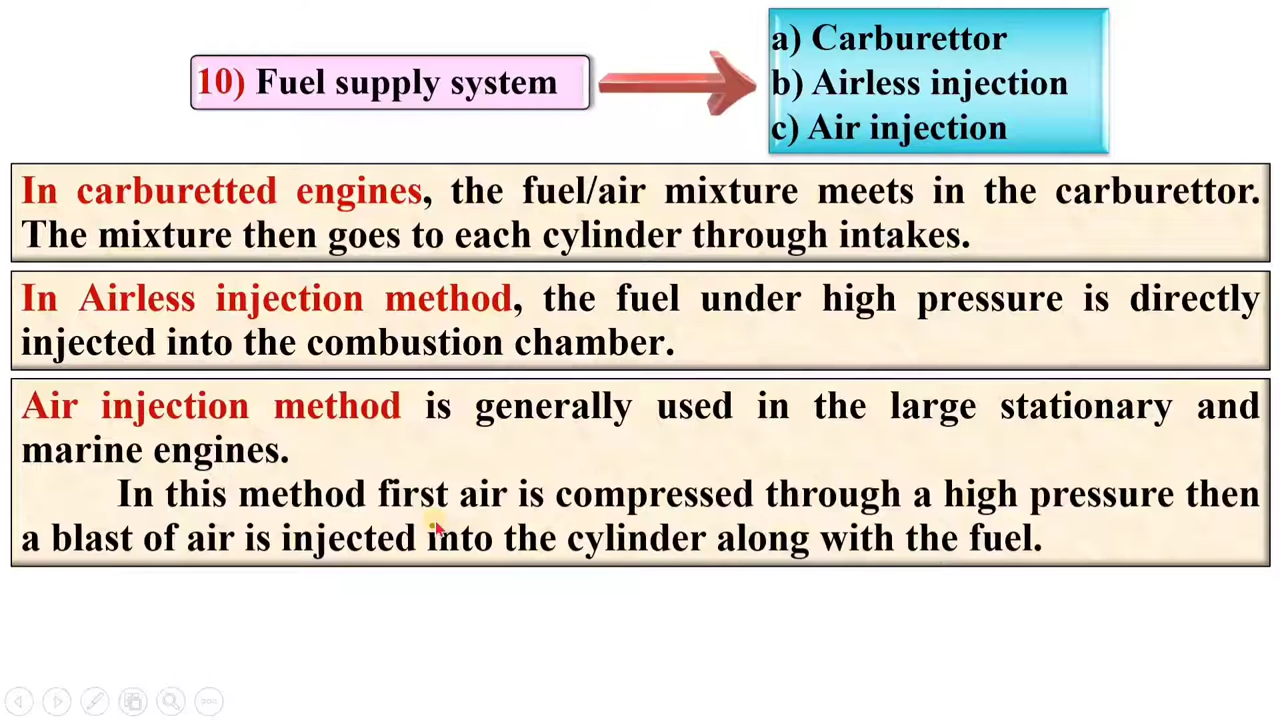 10) Fuel supply system
a) Carburettor
b) Airless injection
c) Air injection
In carburetted engines, the fuel/air mixture meets in the carburettor.
The mixture then goes to each cylinder through intakes.
In Airless injection method, the fuel under high pressure is directly
injected into the combustion chamber.
Air injection method is generally used in the large stationary and
marine engines.
In this method first air is compressed through a high pressure then
a blast of air is injected into the cylinder along with the fuel.